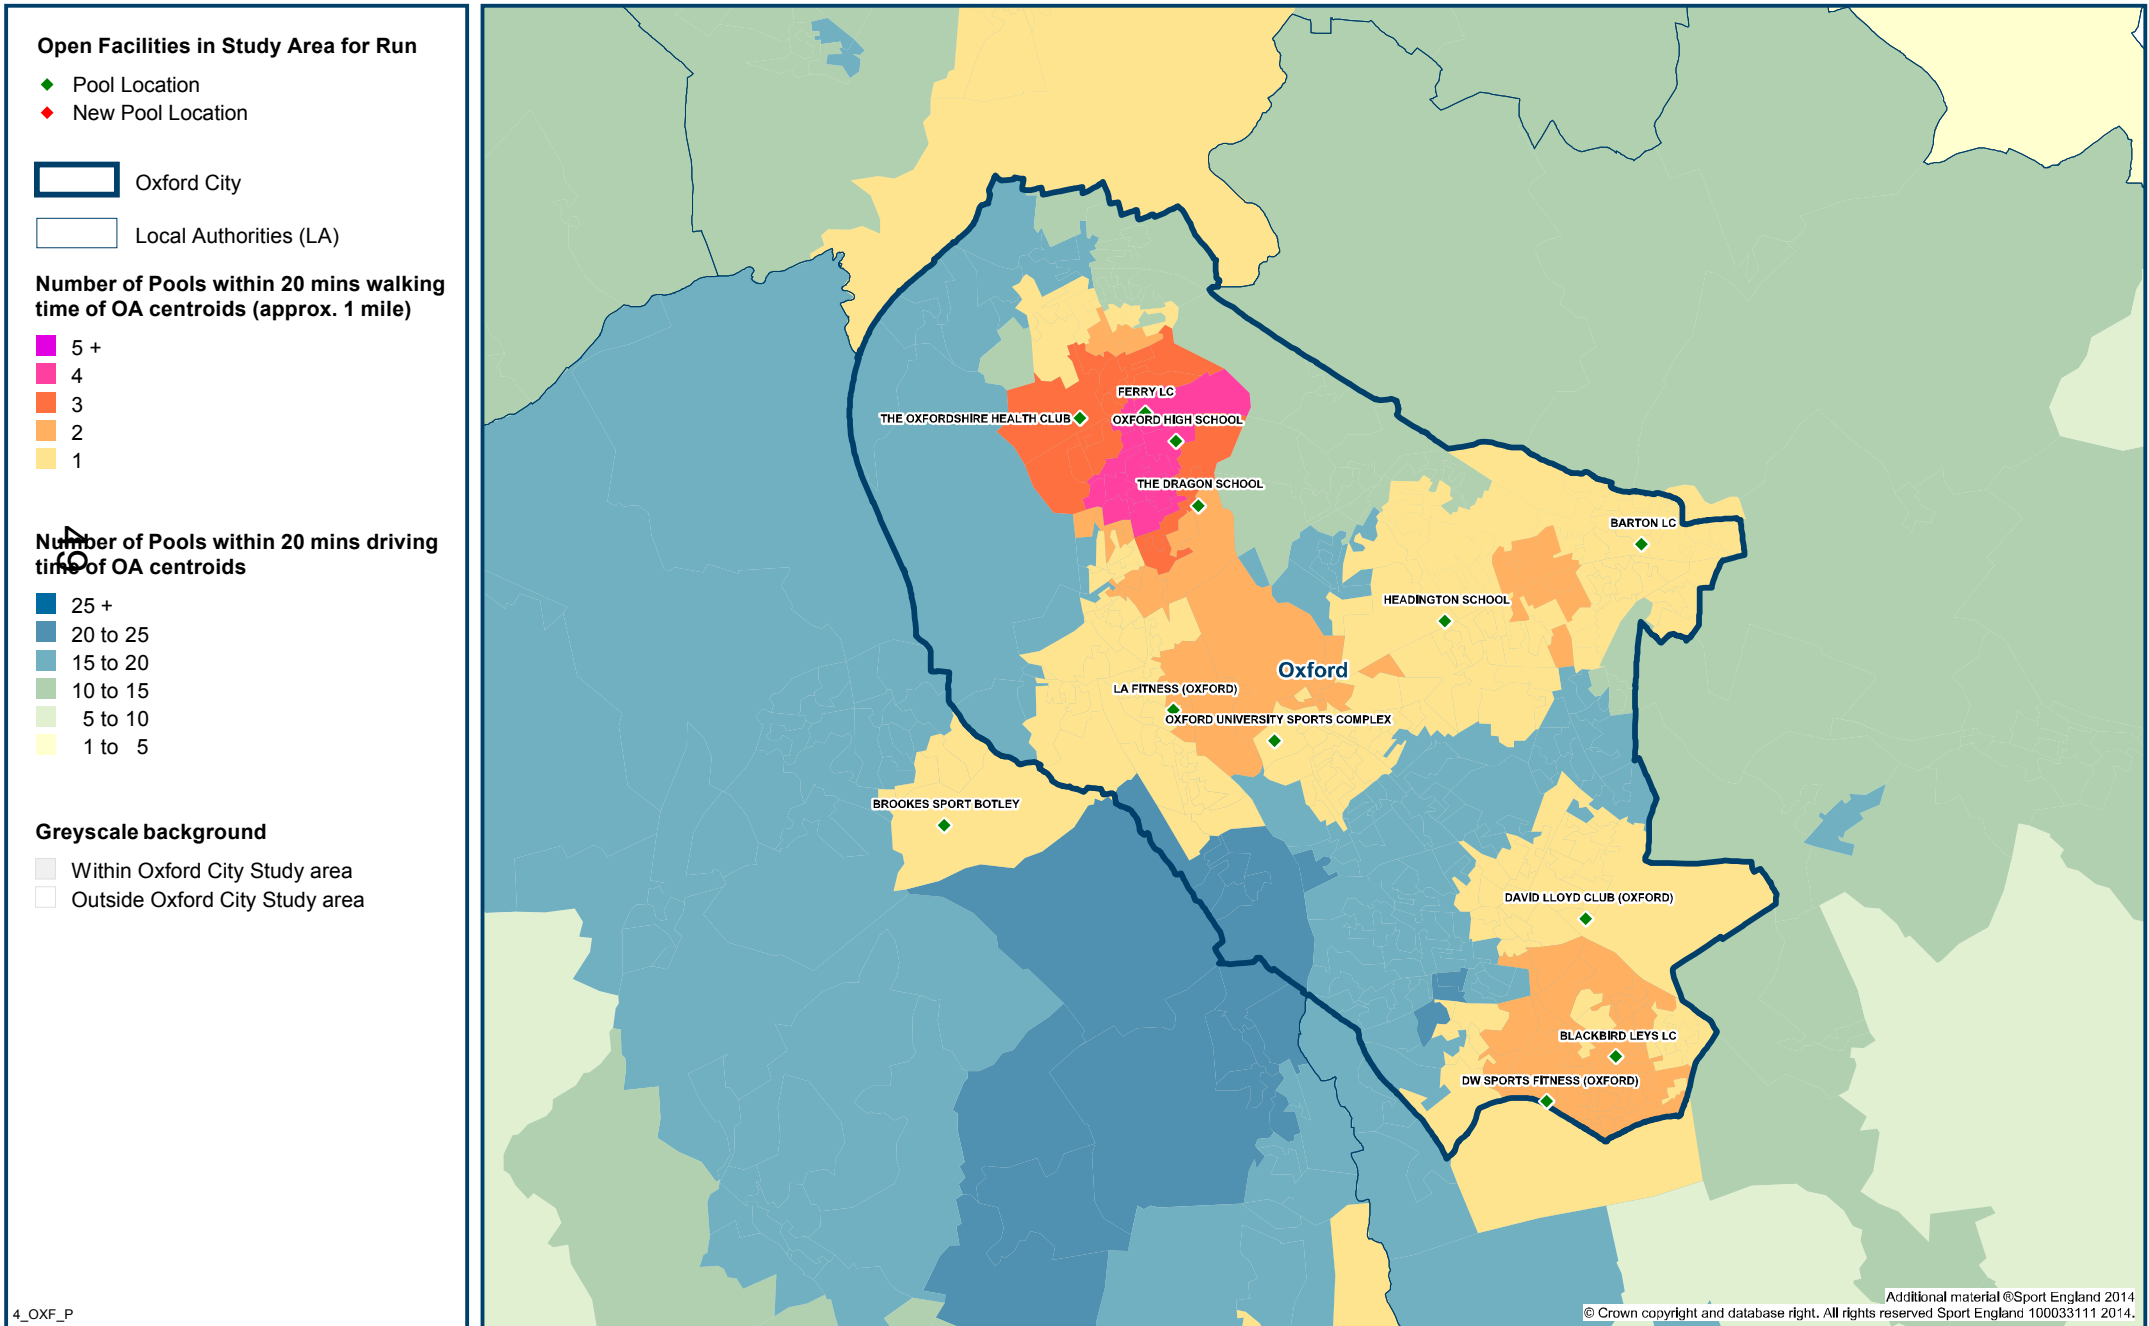 Open Facilities in Study Area for Run
Pool Location
New Pool Location
Oxford City
Local Authorities (LA)
Number of Pools within 20 mins walking
time of OA centroids (approx. 1 mile)
5 +
4
3
2
1
Number of Pools within 20 mins driving
time of OA centroids
49
25 +
20 to 25
15 to 20
10 to 15
5 to 10
1 to 5
Greyscale background
Within Oxford City Study area
Outside Oxford City Study area
4_OXF_P
FERRY LC
THE OXFORDSHIRE HEALTH CLUB
OXFORD HIGH SCHOOL
THE DRAGON SCHOOL
BARTON LC
HEADINGTON SCHOOL
Oxford
LA FITNESS (OXFORD)
OXFORD UNIVERSITY SPORTS COMPLEX
BROOKES SPORT BOTLEY
DAVID LLOYD CLUB (OXFORD)
BLACKBIRD LEYS LC
DW SPORTS FITNESS (OXFORD)
Additional material ®Sport England 2014
© Crown copyright and database right. All rights reserved Sport England 100033111 2014.